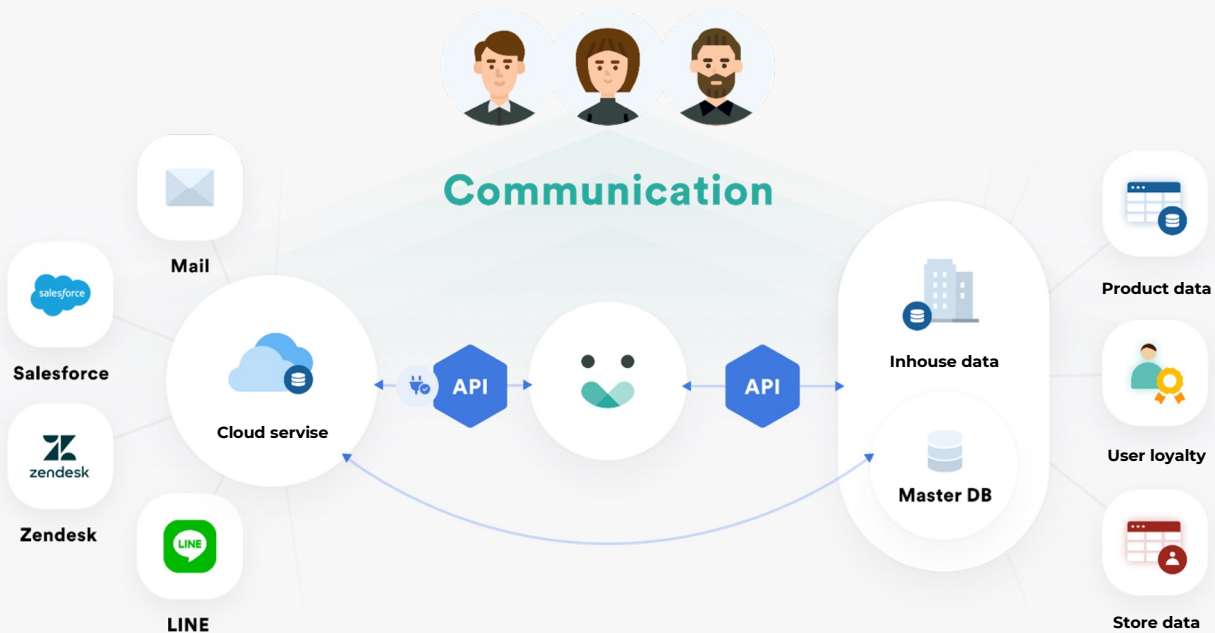 Communication
Mail
salesforce
Salesforce
zendesk
Zendesk
LINE
LINE
Cloud servise
API
API
Inhouse data
Master DB
Product data
User loyalty
Store data